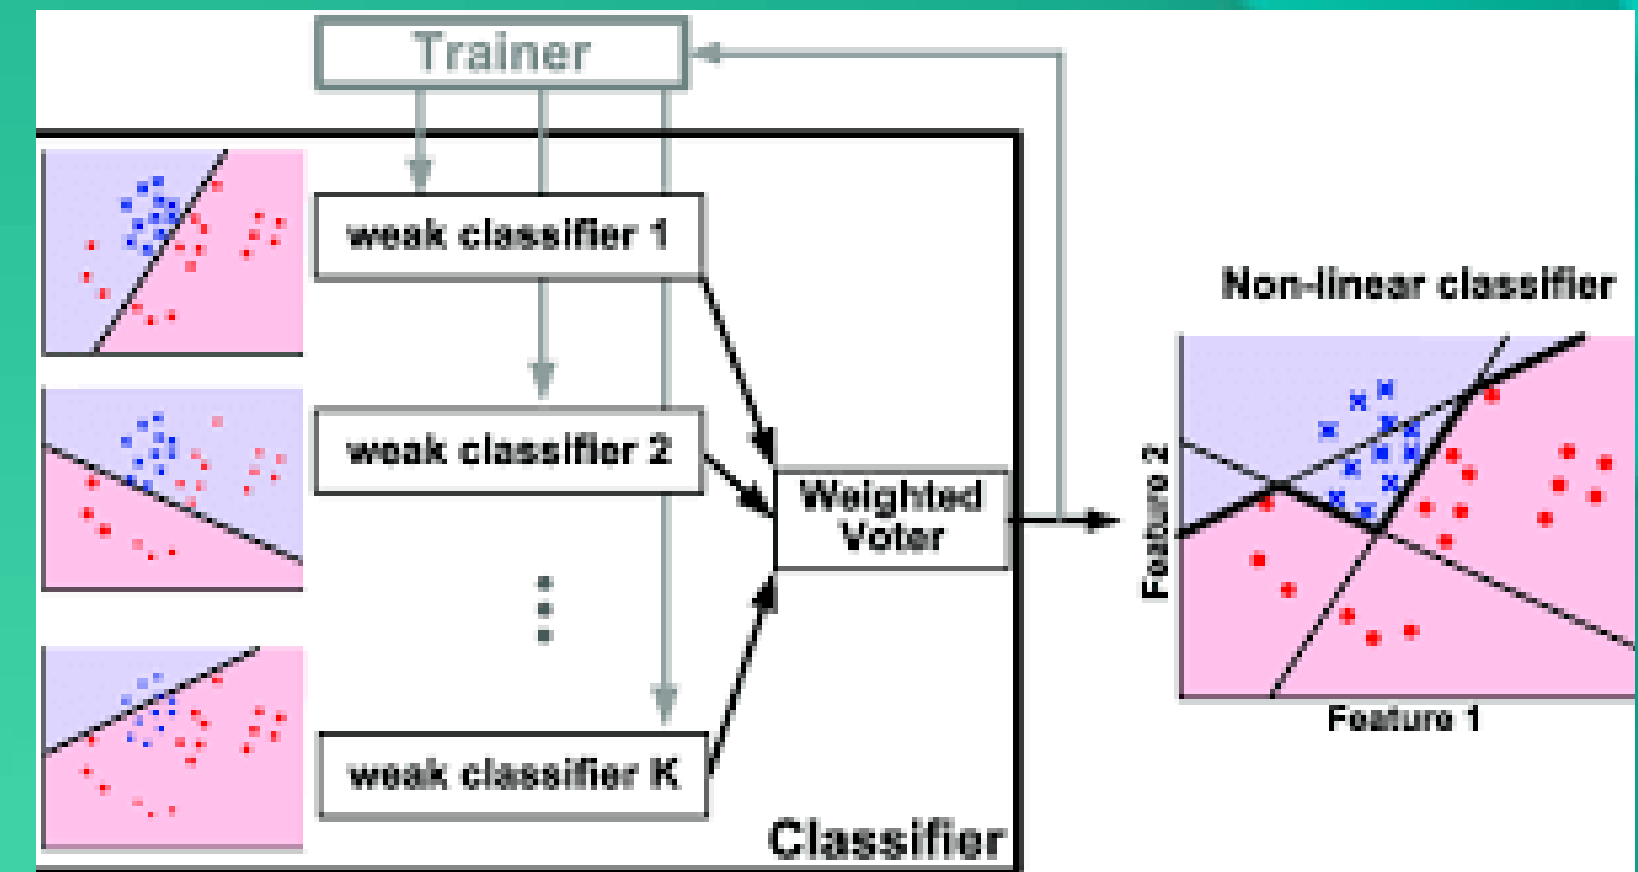 Trainer
weak classifier 1
weak classifier 2
weak classifier K
Weighted
Voter
Classifier
Non-linear classifier
Feature 2
Feature 1